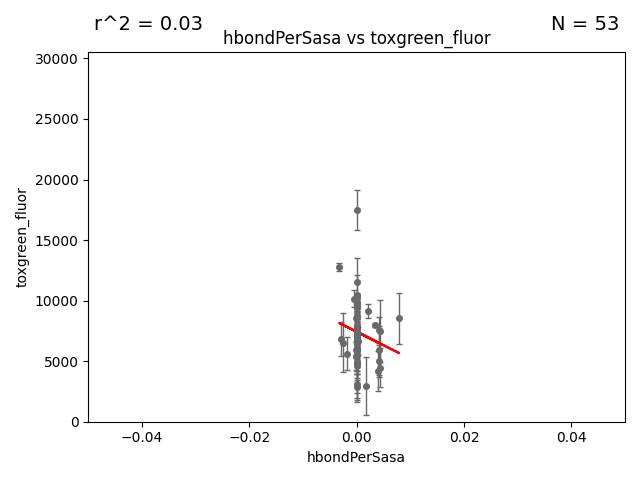 r^2 = 0.03
N = 53
hbondPerSasa vs toxgreen_fluor
30000
25000
20000
15000
10000
5000
0
toxgreen_fluor
−0.04
−0.02
0.00
0.02
0.04
hbondPerSasa